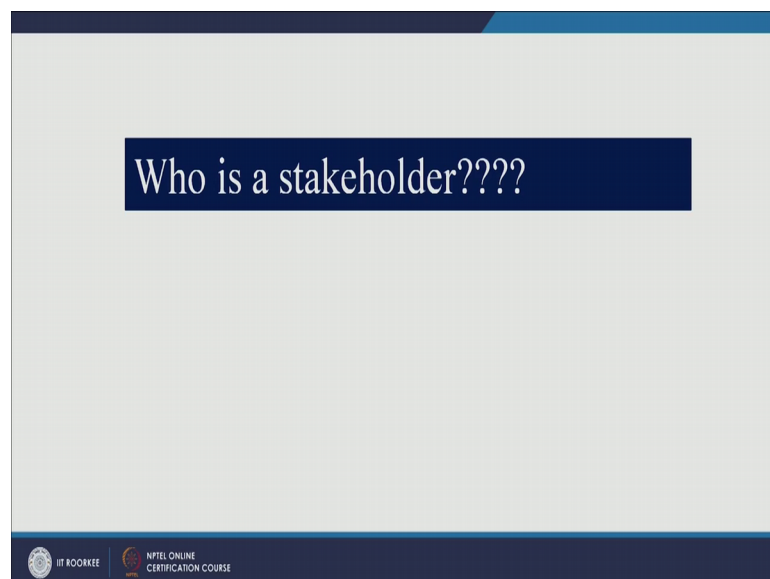 Who is a stakeholder????
IIT ROORKEE
NPTEL ONLINE
CERTIFICATION COURSE